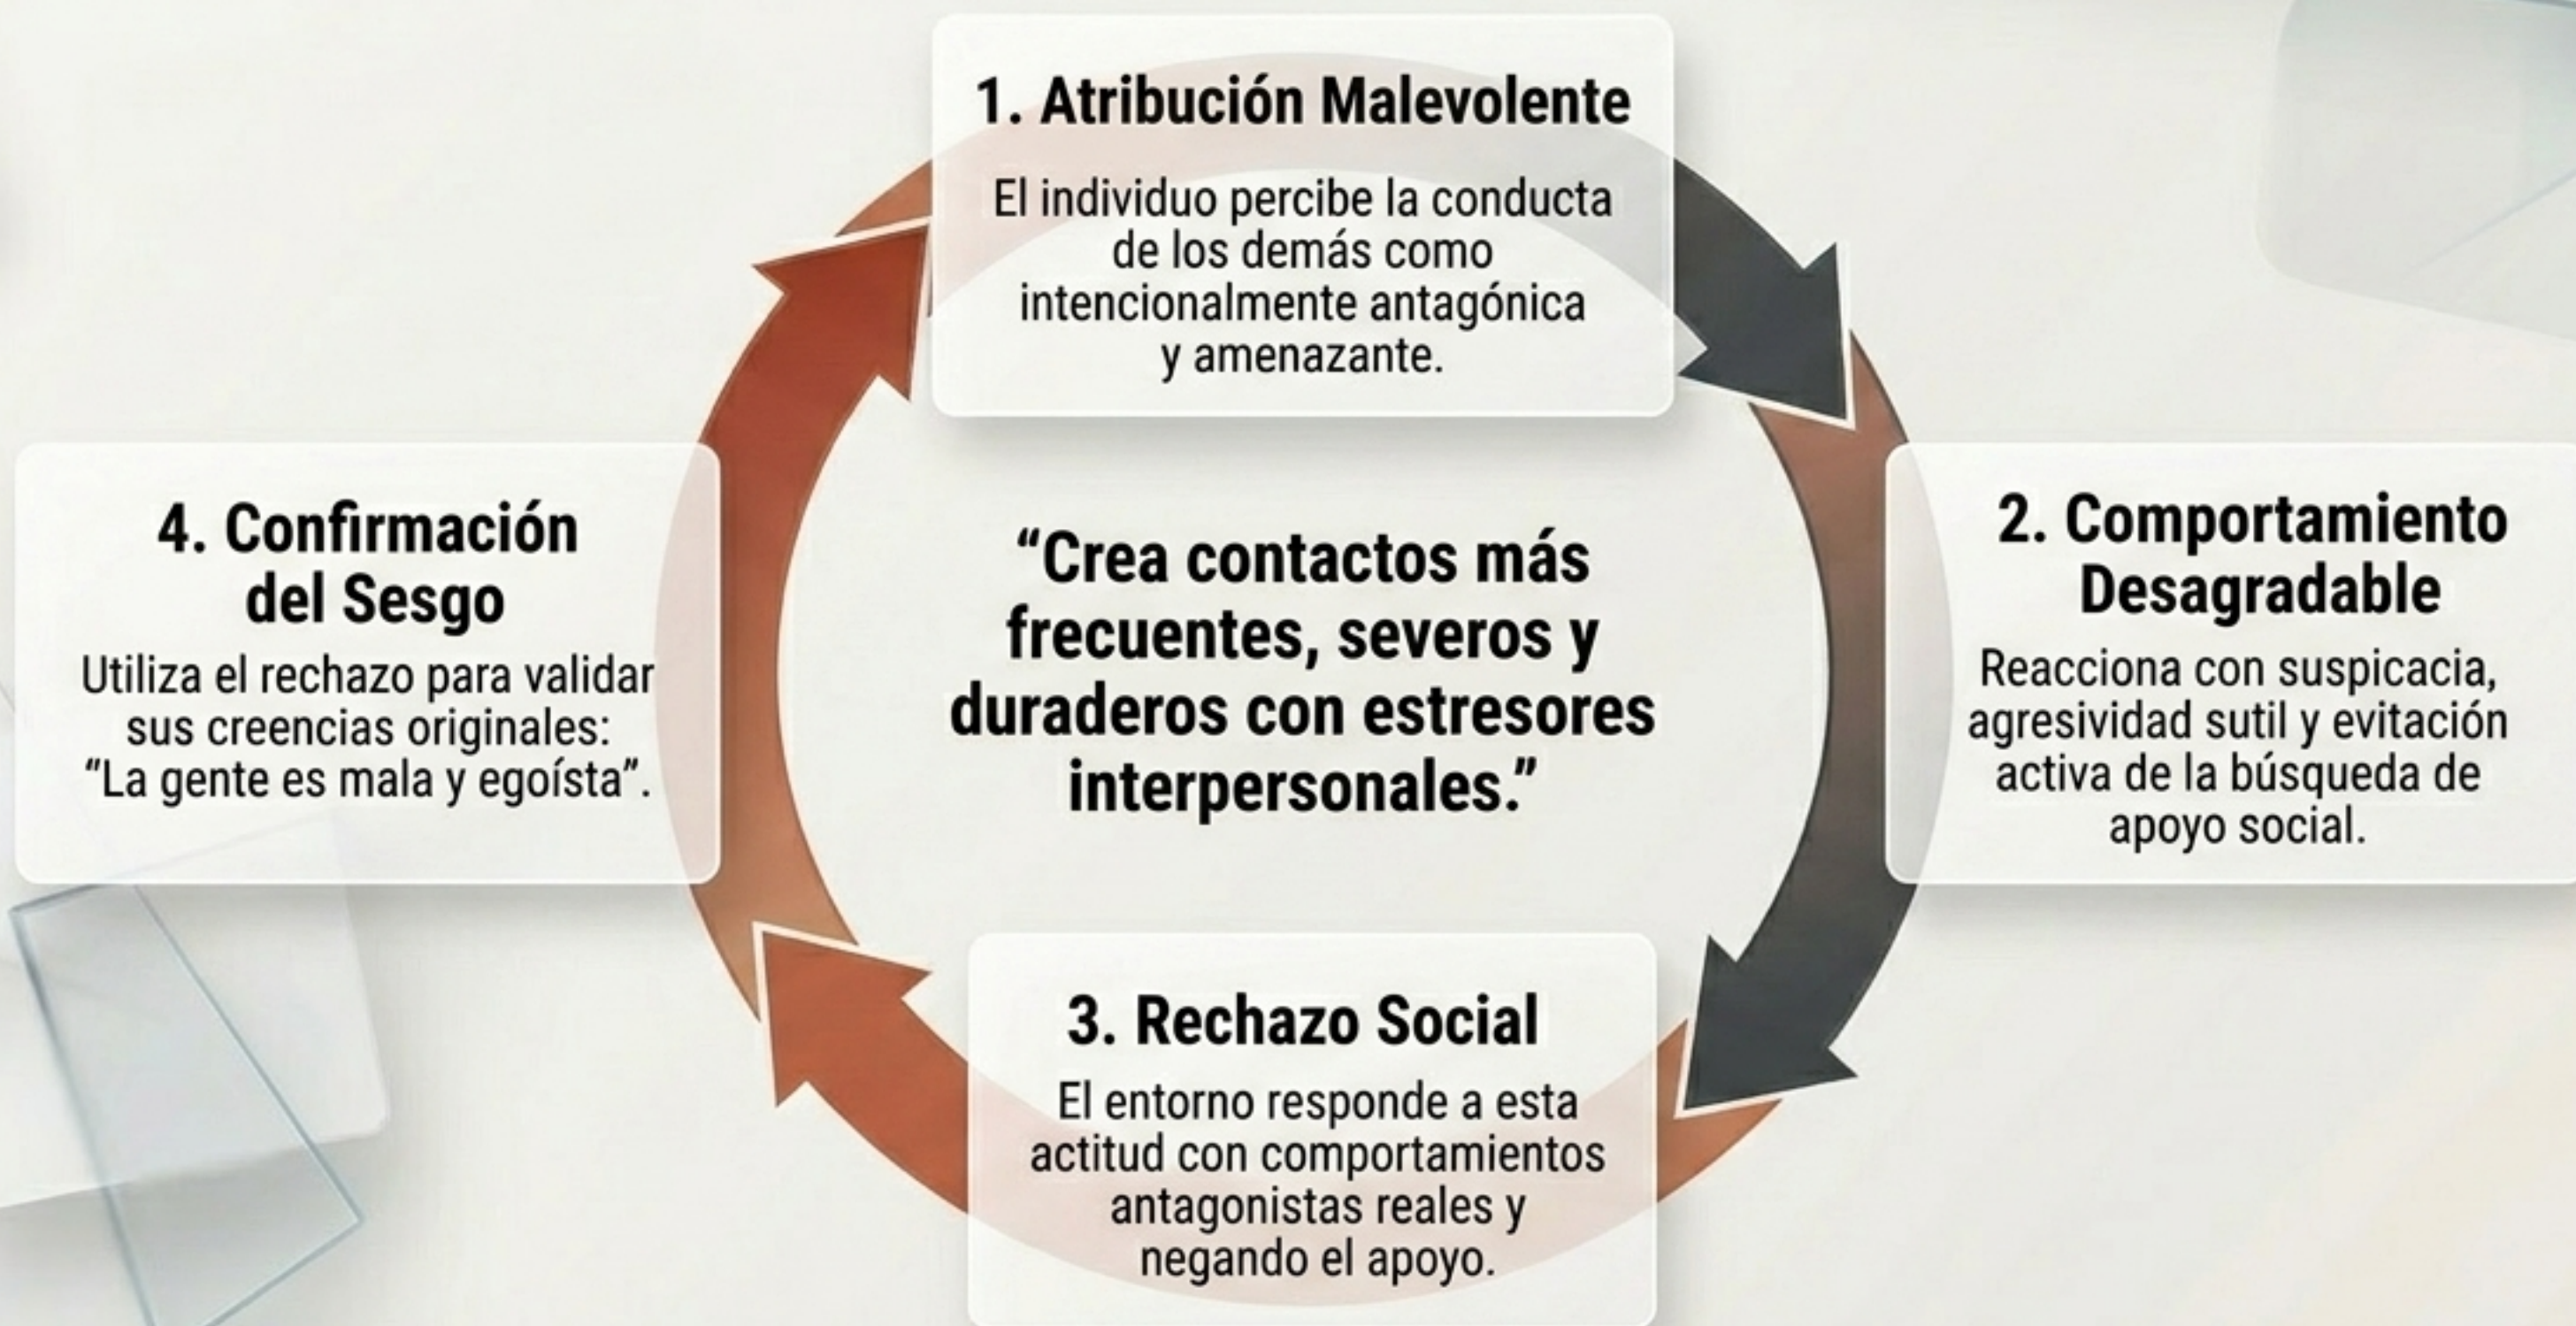 1. Atribución Malevolente
El individuo percibe la conducta
de los demás como
intencionalmente antagónica
y amenazante.
2. Comportamiento
Desagradable
Reacciona con suspicacia,
agresividad sutil y evitación
activa de la búsqueda de
apoyo social.
3. Rechazo Social
El entorno responde a esta
actitud con comportamientos
antagonistas reales y
negando el apoyo.
4. Confirmación
del Sesgo
Utiliza el rechazo para validar
sus creencias originales:
“La gente es mala y egoísta”.
“Crea contactos más
frecuentes, severos y
duraderos con estresores
interpersonales.”